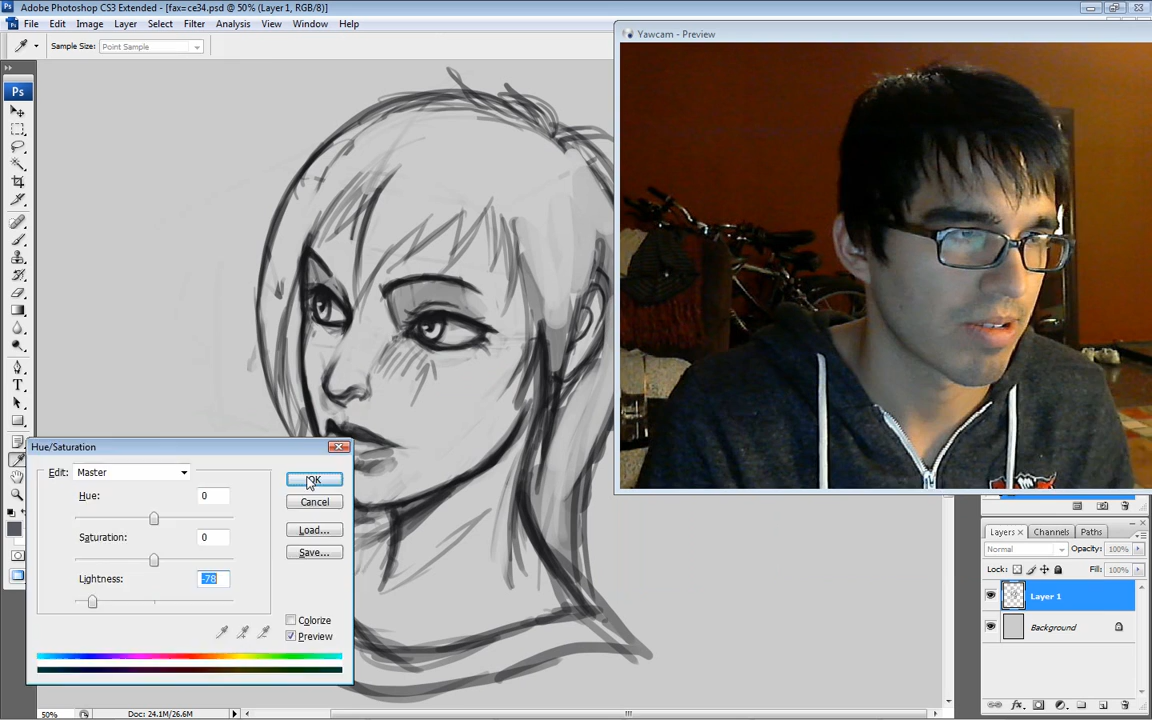 Ps Adobe Photoshop CS3 Extended - [fax=ce34.psd @ 50% (Layer 1, RGB/8)]
File Edit Image Layer Select Filter Analysis View Window Help
Sample Size: Point Sample
Yawcam - Preview
Ps
T
Hue/Saturation
Edit: Master
OK
Hue: 0
Cancel
Load...
Saturation: 0
Save...
Lightness: -78
Colorize
Preview
Layers Channels Paths
Normal Opacity: 100%
Lock: Fill: 100%
Layer 1
Background
fx
50% Doc: 24.1M/26.6M